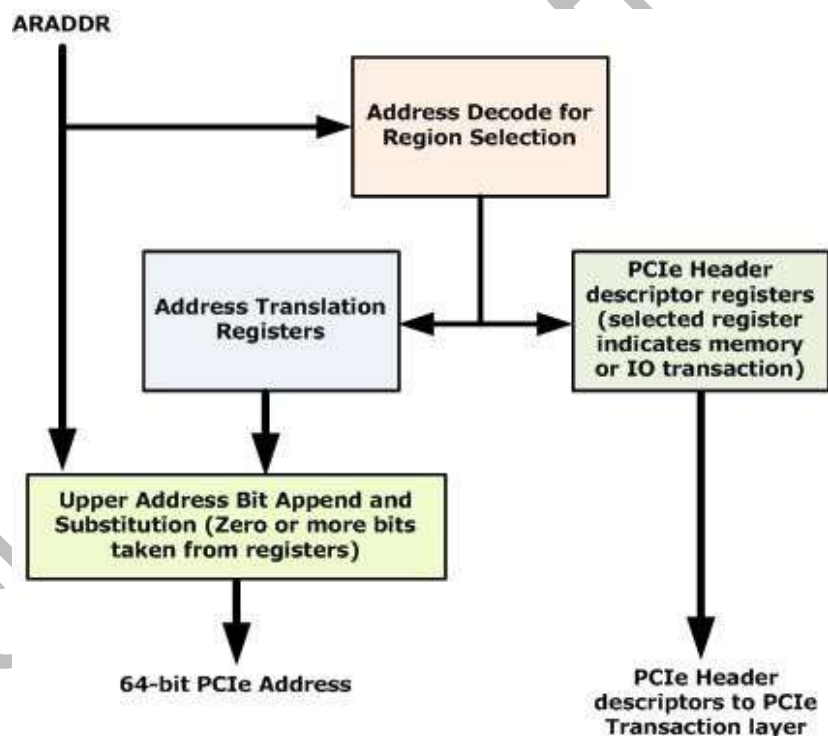 ARADDR
Address Decode for
Region Selection
Address Translation
Registers
PCIe Header
descriptor registers
(selected register
indicates memory
or IO transaction)
Upper Address Bit Append and
Substitution (Zero or more bits
taken from registers)
64-bit PCIe Address
PCIe Header
descriptors to PCIe
Transaction layer